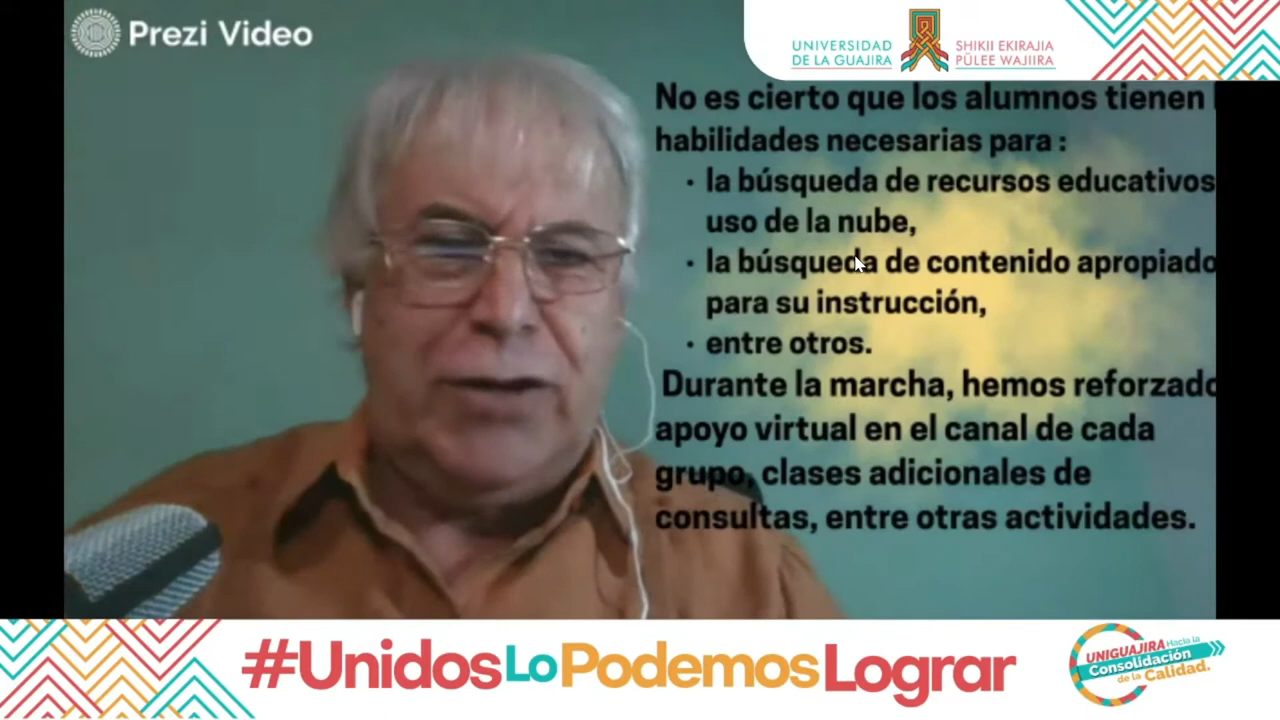 Prezi Video
UNIVERSIDAD
DE LA GUAJIRA
SHIKII EKIRAJIA
PÜLEE WAJIIRA
No es cierto que los alumnos tienen
habilidades necesarias para :
· la búsqueda de recursos educativos
uso de la nube,
· la búsqueda de contenido apropiado
para su instrucción,
· entre otros.
Durante la marcha, hemos reforzado
apoyo virtual en el canal de cada
grupo, clases adicionales de
consultas, entre otras actividades.
#UnidosLoPodemosLograr
UNIGUAJIRA Hacia la
Consolidación
de la Calidad.